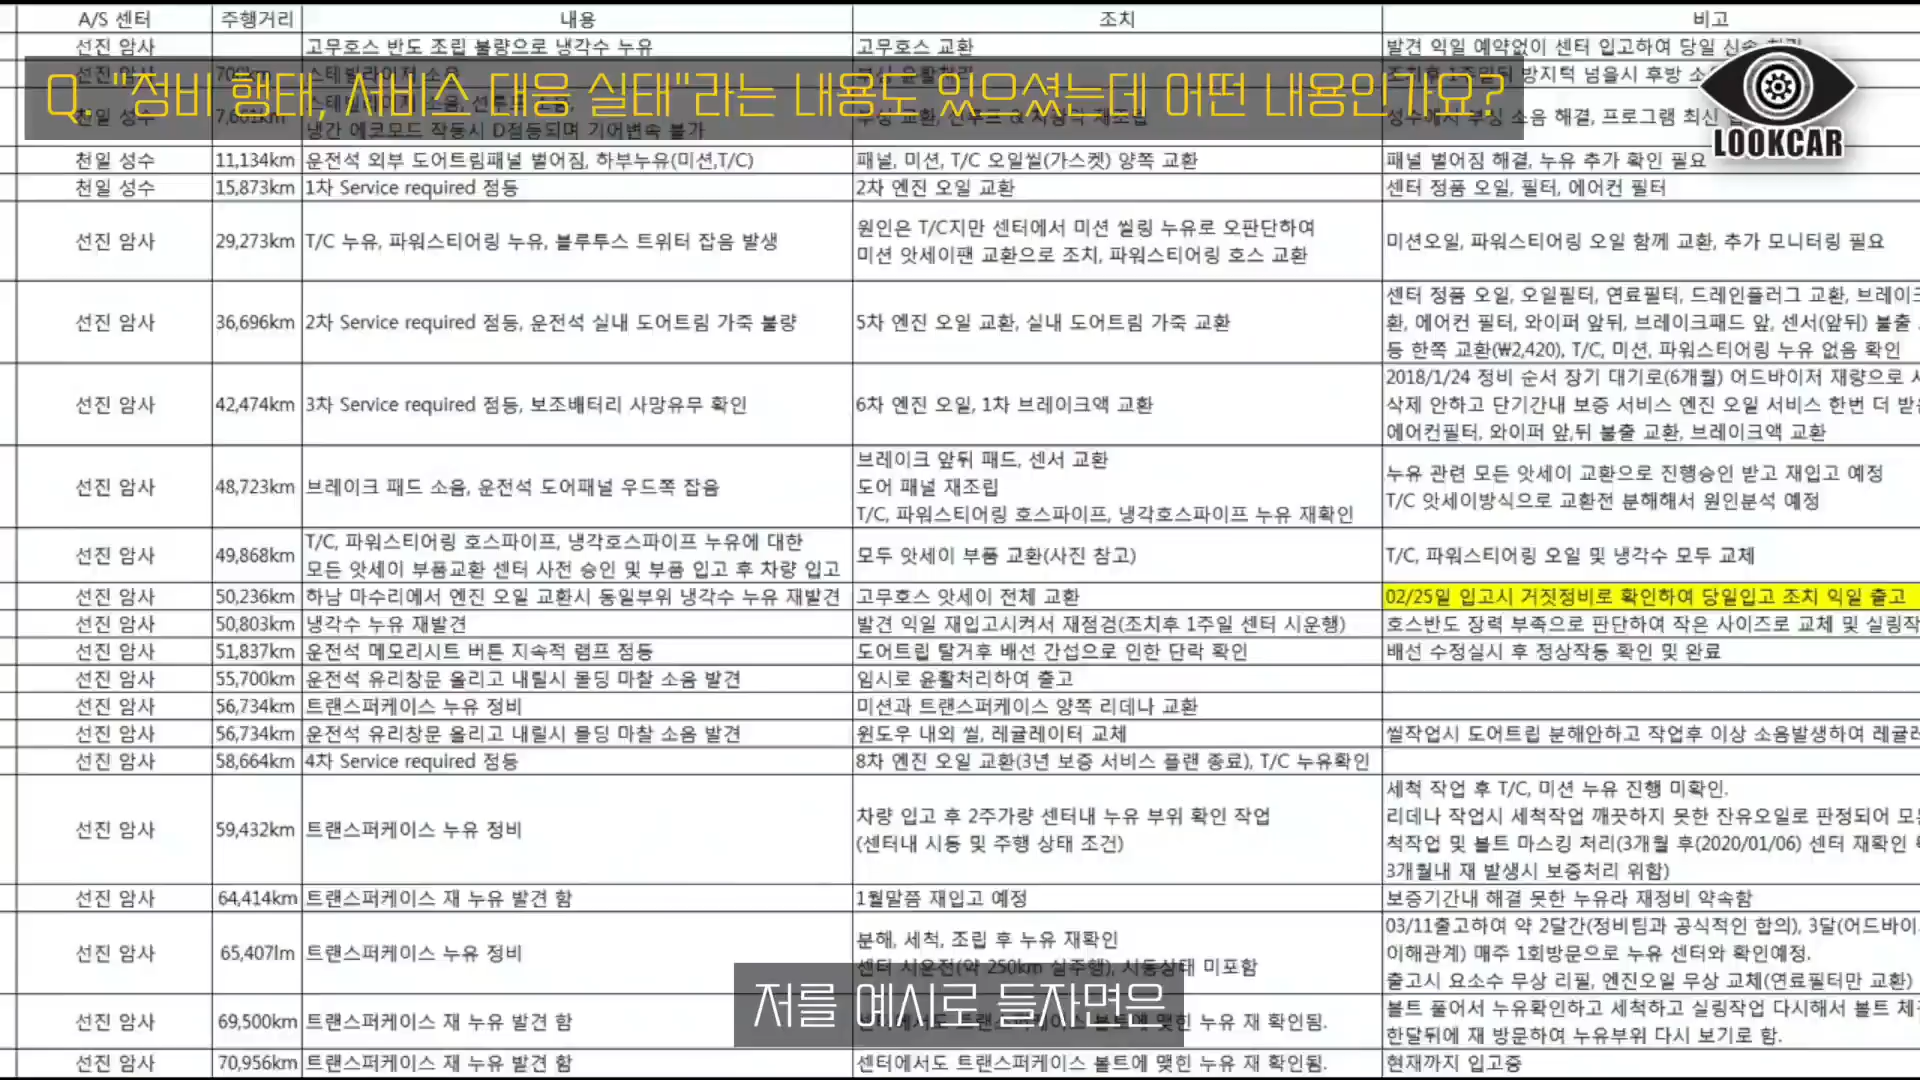 A/S 센터 주행거리 내용 조치 비고
선진 암사 고무호스 반도 조립 불량으로 냉각수 누유 고무호스 교환 발견 익일 예약없이 센터 입고하여 당일
Q. "정비 행태, 서비스 대응 실태"라는 내용도 있으셨는데 어떤 내용인가요?
LOOKCAR
냉간 에코모드 작동시 D점등되며 기어변속 불가
천일 성수 11,134km 운전석 외부 도어트림패널 벌어짐, 하부누유(미션,T/C) 패널, 미션, T/C 오일씰(가스켓) 양쪽 교환 패널 벌어짐 해결, 누유 추가 확인 필요
천일 성수 15,873km 1차 Service required 점등 2차 엔진 오일 교환 센터 정품 오일, 필터, 에어컨 필터
선진 암사 29,273km T/C 누유, 파워스티어링 누유, 블루투스 트위터 잡음 발생 원인은 T/C지만 센터에서 미션 씰링 누유로 오판단하여
미션 앗세이팬 교환으로 조치, 파워스티어링 호스 교환 미션오일, 파워스티어링 오일 함께 교환, 추가 모니터링 필요
선진 암사 36,696km 2차 Service required 점등, 운전석 실내 도어트림 가죽 불량 5차 엔진 오일 교환, 실내 도어트림 가죽 교환 센터 정품 오일, 오일필터, 연료필터, 드레인플러그 교환,
환, 에어컨 필터, 와이퍼 앞뒤, 브레이크패드 앞, 센서(앞뒤) 불출
등 한쪽 교환(₩2,420), T/C, 미션, 파워스티어링 누유 없음 확인
선진 암사 42,474km 3차 Service required 점등, 보조배터리 사망유무 확인 6차 엔진 오일, 1차 브레이크액 교환 2018/1/24 정비 순서 장기 대기로(6개월) 어드바이저 재량으로
삭제 안하고 단기간내 보증 서비스 엔진 오일 서비스 한번 더
에어컨필터, 와이퍼 앞,뒤 불출 교환, 브레이크액 교환
선진 암사 48,723km 브레이크 패드 소음, 운전석 도어패널 우드쪽 잡음 브레이크 앞뒤 패드, 센서 교환
도어 패널 재조립
T/C, 파워스티어링 호스파이프, 냉각호스파이프 누유 재확인 누유 관련 모든 앗세이 교환으로 진행승인 받고 재입고 예정
T/C 앗세이방식으로 교환전 분해해서 원인분석 예정
선진 암사 49,868km T/C, 파워스티어링 호스파이프, 냉각호스파이프 누유에 대한
모든 앗세이 부품교환 센터 사전 승인 및 부품 입고 후 차량 입고 모두 앗세이 부품 교환(사진 참고) T/C, 파워스티어링 오일 및 냉각수 모두 교체
선진 암사 50,236km 하남 마수리에서 엔진 오일 교환시 동일부위 냉각수 누유 재발견 고무호스 앗세이 전체 교환 02/25일 입고시 거짓정비로 확인하여 당일입고 조치 익일 출고
선진 암사 50,803km 냉각수 누유 재발견 발견 익일 재입고시켜서 재점검(조치후 1주일 센터 시운행) 호스반도 장력 부족으로 판단하여 작은 사이즈로 교체 및
선진 암사 51,837km 운전석 메모리시트 버튼 지속적 램프 점등 도어트립 탈거후 배선 간섭으로 인한 단락 확인 배선 수정실시 후 정상작동 확인 및 완료
선진 암사 55,700km 운전석 유리창문 올리고 내릴시 몰딩 마찰 소음 발견 임시로 윤활처리하여 출고
선진 암사 56,734km 트랜스퍼케이스 누유 정비 미션과 트랜스퍼케이스 양쪽 리데나 교환
선진 암사 56,734km 운전석 유리창문 올리고 내릴시 몰딩 마찰 소음 발견 윈도우 내외 씰, 레귤레이터 교체 씰작업시 도어트립 분해안하고 작업후 이상 소음발생하여
선진 암사 58,664km 4차 Service required 점등 8차 엔진 오일 교환(3년 보증 서비스 플랜 종료), T/C 누유확인
선진 암사 59,432km 트랜스퍼케이스 누유 정비 차량 입고 후 2주가량 센터내 누유 부위 확인 작업
(센터내 시동 및 주행 상태 조건) 세척 작업 후 T/C, 미션 누유 진행 미확인.
리데나 작업시 세척작업 깨끗하지 못한 잔유오일로 판정되어
척작업 및 볼트 마스킹 처리(3개월 후(2020/01/06) 센터 재확인
3개월내 재 발생시 보증처리 위함)
선진 암사 64,414km 트랜스퍼케이스 재 누유 발견 함 1월말쯤 재입고 예정 보증기간내 해결 못한 누유라 재정비 약속함
선진 암사 65,407lm 트랜스퍼케이스 누유 정비 분해, 세척, 조립 후 누유 재확인
센터 시운전(약 250km 실주행), 시동상태 미포함 03/11출고하여 약 2달간(정비팀과 공식적인 합의), 3달(어드바이
이해관계) 매주 1회방문으로 누유 센터와 확인예정.
출고시 요소수 무상 리필, 엔진오일 무상 교체(연료필터만 교환)
저를 예시로 들자면은
선진 암사 69,500km 트랜스퍼케이스 재 누유 발견 함 맺힌 누유 재 확인됨. 볼트 풀어서 누유확인하고 세척하고 실링작업 다시해서 볼트
한달뒤에 재 방문하여 누유부위 다시 보기로 함.
선진 암사 70,956km 트랜스퍼케이스 재 누유 발견 함 센터에서도 트랜스퍼케이스 볼트에 맺힌 누유 재 확인됨. 현재까지 입고중